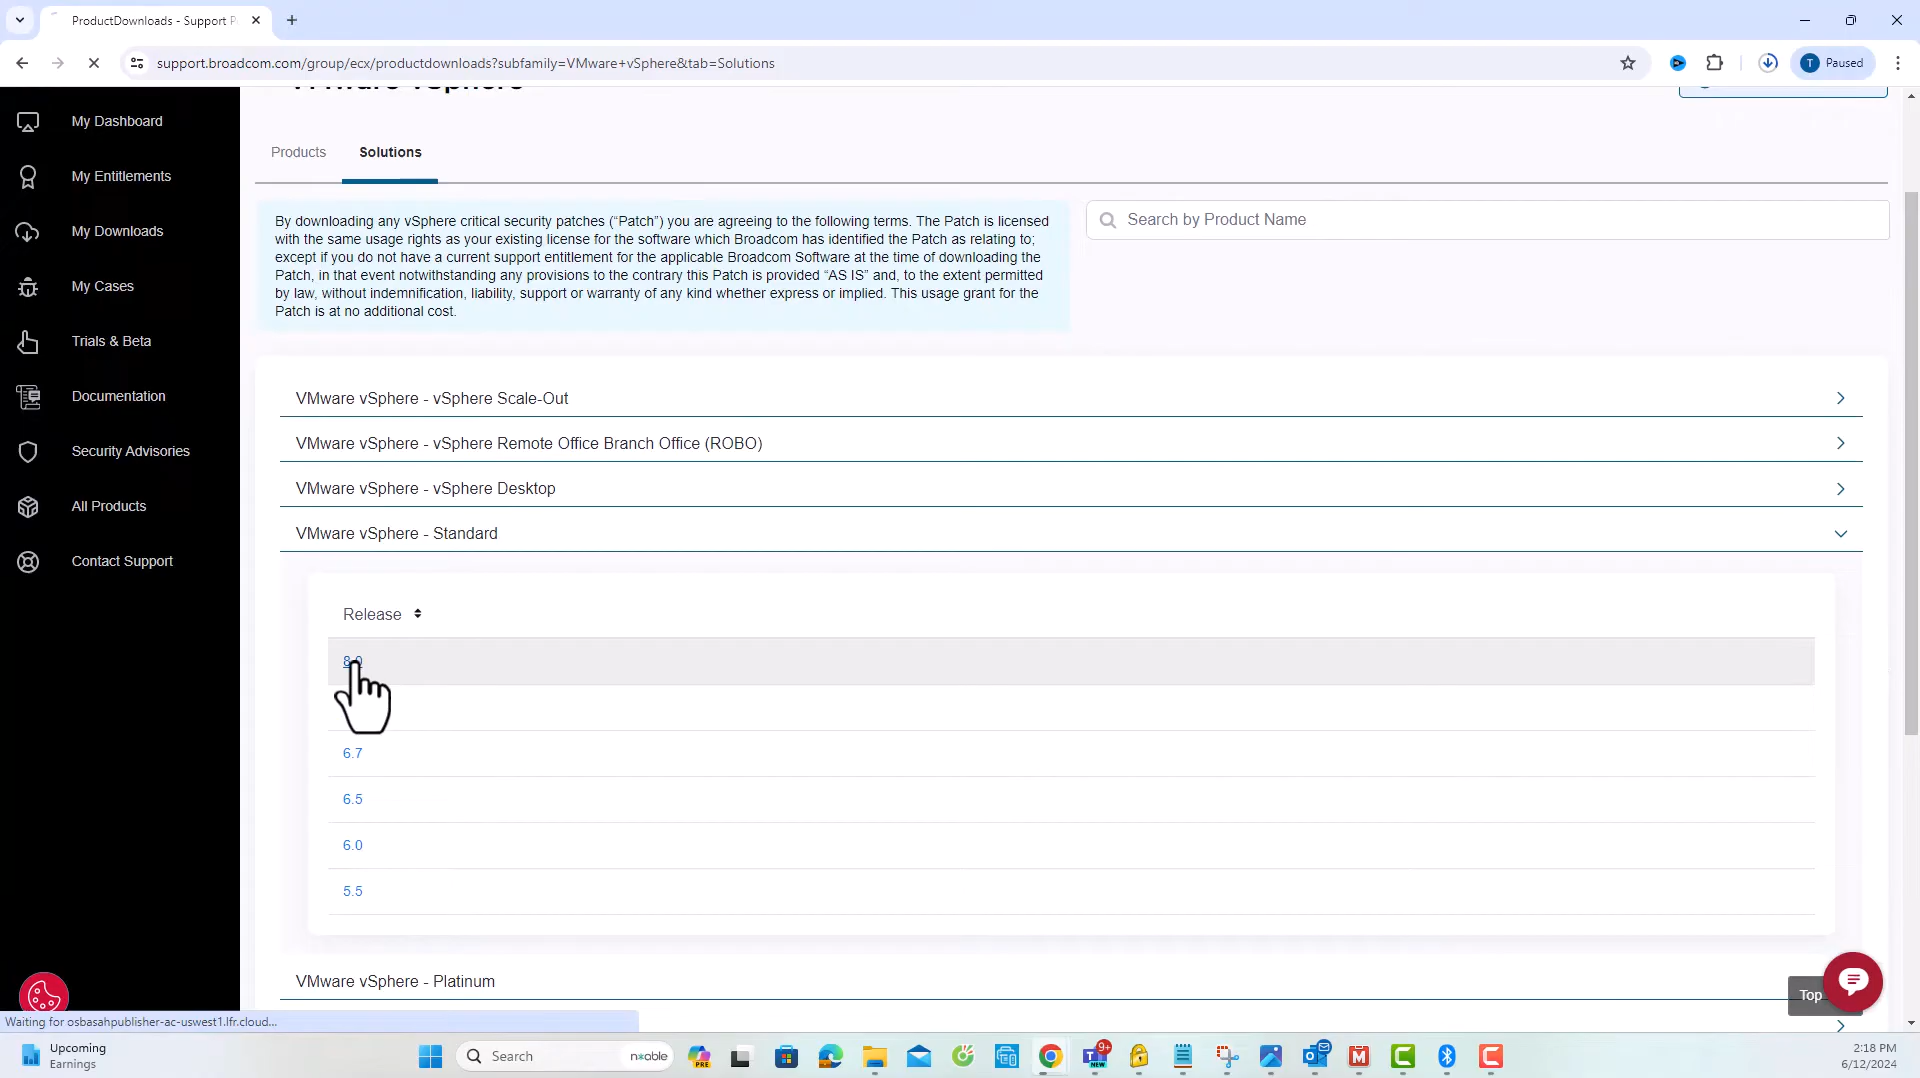 ProductDownloads - Support P
support.broadcom.com/group/ecx/productdownloads?subfamily=VMware+vSphere&tab=Solutions
T Paused
VMware vSphere
My Dashboard
My Entitlements
My Downloads
My Cases
Trials & Beta
Documentation
Security Advisories
All Products
Contact Support
Products
Solutions
By downloading any vSphere critical security patches (“Patch”) you are agreeing to the following terms. The Patch is licensed
with the same usage rights as your existing license for the software which Broadcom has identified the Patch as relating to;
except if you do not have a current support entitlement for the applicable Broadcom Software at the time of downloading the
Patch, in that event notwithstanding any provisions to the contrary this Patch is provided “AS IS” and, to the extent permitted
by law, without indemnification, liability, support or warranty of any kind whether express or implied. This usage grant for the
Patch is at no additional cost.
Search by Product Name
VMware vSphere - vSphere Scale-Out
VMware vSphere - vSphere Remote Office Branch Office (ROBO)
VMware vSphere - vSphere Desktop
VMware vSphere - Standard
Release
8.0
6.7
6.5
6.0
5.5
VMware vSphere - Platinum
Top
Waiting for osbasahpublisher-ac-uswest1.lfr.cloud...
Upcoming
Earnings
Search
n>able
PRE
NEW
9+
2:18 PM
6/12/2024